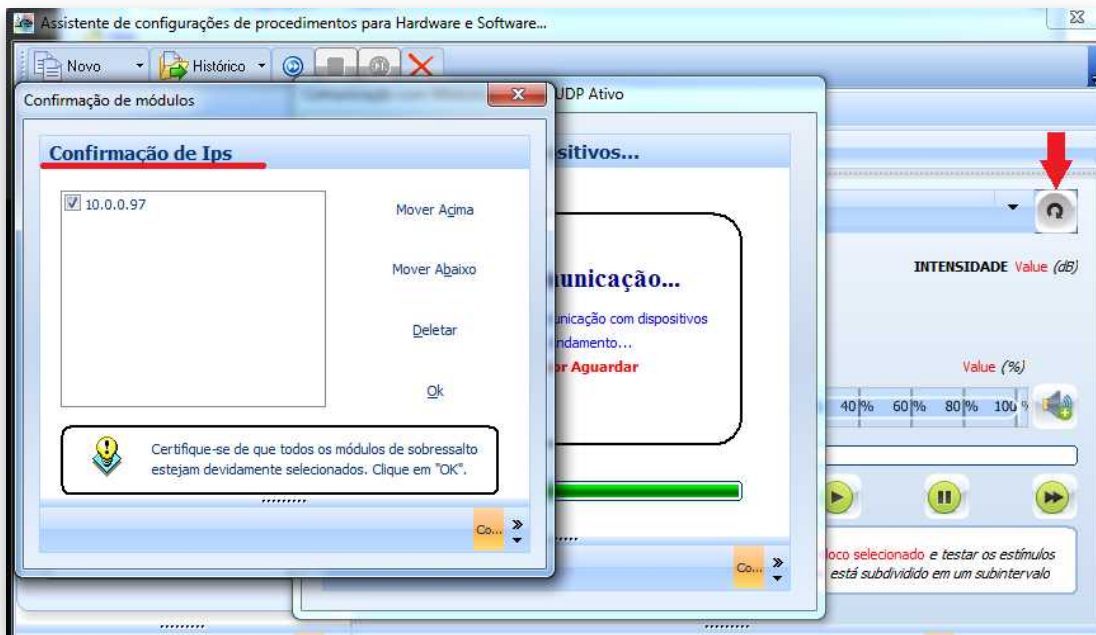 Assistente de configurações de procedimentos para Hardware e Software...
Novo Histórico
Confirmação de módulos
UDP Ativo
Confirmação de Ips
sitivos...
10.0.0.97
Mover Acima
Mover Abaixo
Deletar
Ok
Certifique-se de que todos os módulos de sobressalto
estejam devidamente selecionados. Clique em "OK".
Co...
unicação...
unicação com dispositivos
ndamento...
or Aguardar
Co...
INTENSIDADE Value (dB)
Value (%)
40% 60% 80% 100%
oco selecionado e testar os estímulos
está subdividido em um subintervalo